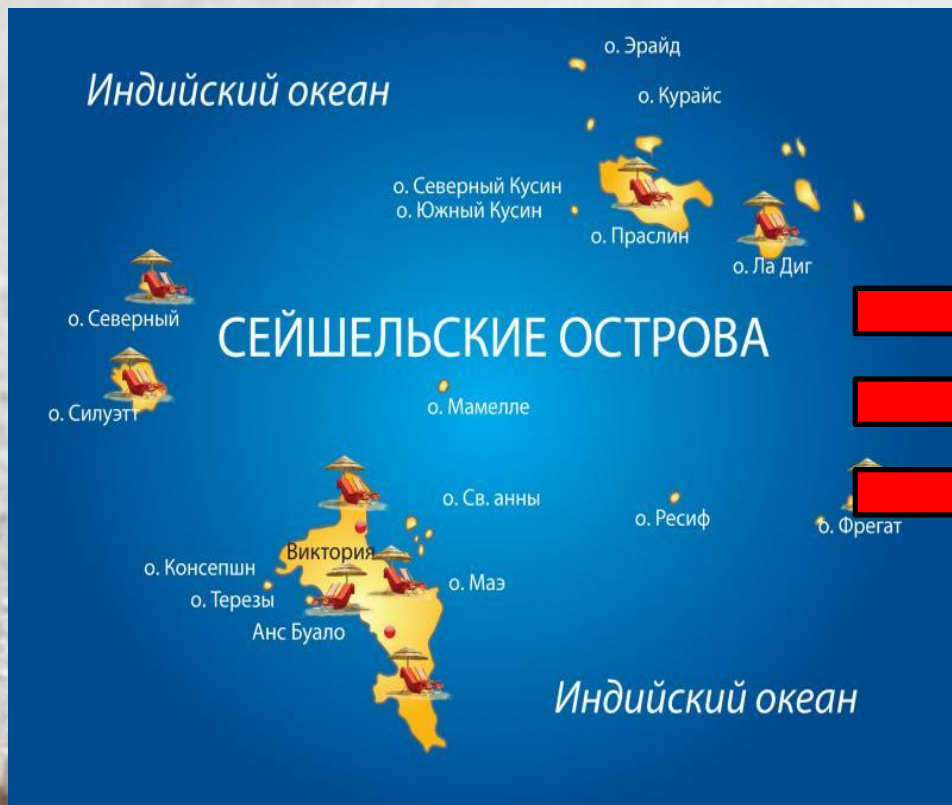 о. Эрайд
Индийский океан
о. Курайс
о. Северный Кусин
о. Южный Кусин
о. Праслин
о. Ла Диг
о. Северный
СЕЙШЕЛЬСКИЕ ОСТРОВА
о. Силуэтт
о. Мамелле
о. Св. анны
о. Ресиф
о. Фрегат
Виктория
о. Консепшн
о. Маэ
о. Терезы
Анс Буало
Индийский океан